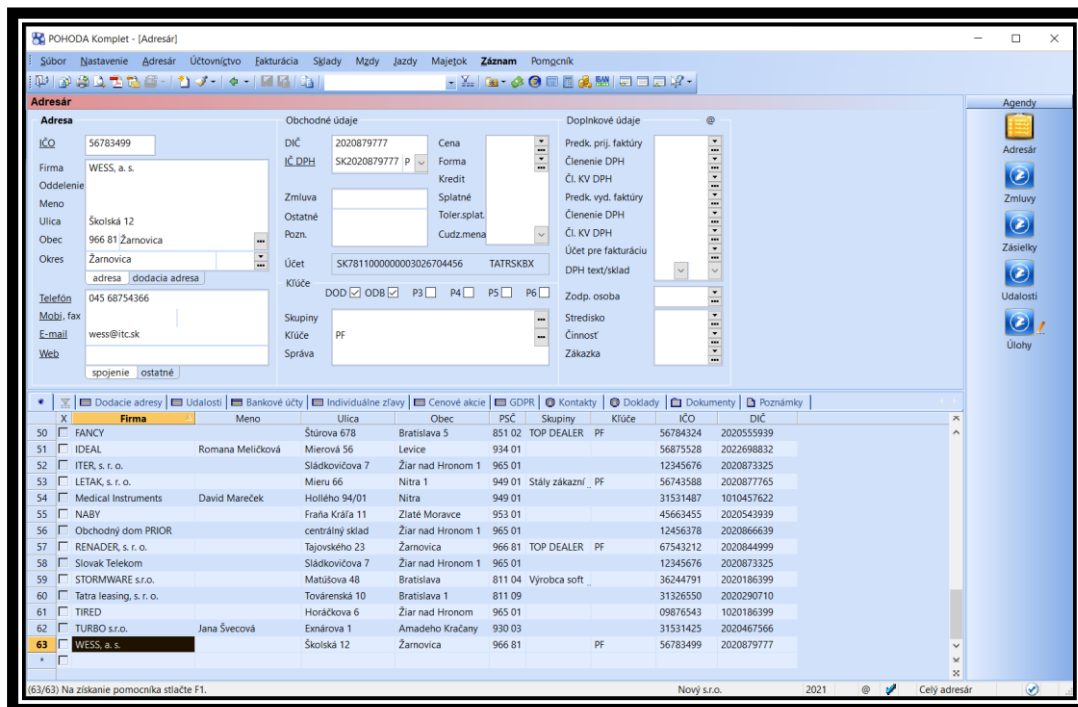 POHODA Komplet - [Adresár]
Súbor Nastavenie Adresár Účtovníctvo Fakturácia Sklady Mzdy Jazdy Majetok Záznam Pomocník
Adresár Agendy
Adresa Obchodné údaje Doplnkové údaje @
IČO 56783499 DIČ 2020879777 Cena Predk. prij. faktúry Adresár
IČ DPH SK2020879777 P Forma Členenie DPH
Firma WESS, a. s. Kredit Čl. KV DPH
Oddelenie
Meno Zmluva Splatné Predk. vyd. faktúry Zmluvy
Ulica Školská 12 Ostatné Toler.splat. Členenie DPH
Obec 966 81 Žarnovica Pozn. Cudz.mena Čl. KV DPH
Účet pre fakturáciu Zásielky
Okres Žarnovica Účet SK7811000000003026704456 TATRSKBX DPH text/sklad
adresa dodacia adresa Kľúče
DOD ODB P3 P4 P5 P6 Zodp. osoba Udalosti
Telefón 045 68754366
Mobi, fax Skupiny Stredisko
E-mail wess@itc.sk Kľúče PF Činnosť
Web Správa Zákazka Úlohy
spojenie ostatné
* Dodacie adresy Udalosti Bankové účty Individuálne zľavy Cenové akcie GDPR Kontakty Doklady Dokumenty Poznámky
X Firma Meno Ulica Obec PSČ Skupiny Kľúče IČO DIČ
50 FANCY Štúrova 678 Bratislava 5 851 02 TOP DEALER PF 56784324 2020555939
51 IDEAL Romana Melíčková Mierová 56 Levice 934 01 56875528 2022698832
52 ITER, s. r. o. Sládkovičova 7 Žiar nad Hronom 1 965 01 12345676 2020873325
53 LETAK, s. r. o. Mieru 66 Nitra 1 949 01 Stály zákazní .. PF 56743588 2020877765
54 Medical Instruments David Mareček Hollého 94/01 Nitra 949 01 31531487 1010457622
55 NABY Fraňa Kráľa 11 Zlaté Moravce 953 01 45663455 2020543939
56 Obchodný dom PRIOR centrálný sklad Žiar nad Hronom 1 965 01 12456378 2020866639
57 RENADER, s. r. o. Tajovského 23 Žarnovica 966 81 TOP DEALER PF 67543212 2020844999
58 Slovak Telekom Sládkovičova 7 Žiar nad Hronom 1 965 01 12345676 2020873325
59 STORMWARE s.r.o. Matúšova 48 Bratislava 811 04 Výrobca soft .. 36244791 2020186399
60 Tatra leasing, s. r. o. Továrenská 10 Bratislava 1 811 09 31326550 2020290710
61 TIRED Horáčkova 6 Žiar nad Hronom 965 01 09876543 1020186399
62 TURBO s.r.o. Jana Švecová Exnárova 1 Amadeho Kračany 930 03 31531425 2020467566
63 WESS, a. s. Školská 12 Žarnovica 966 81 PF 56783499 2020879777
*
(63/63) Na získanie pomocníka stlačte F1. Nový s.r.o. 2021 @ Celý adresár